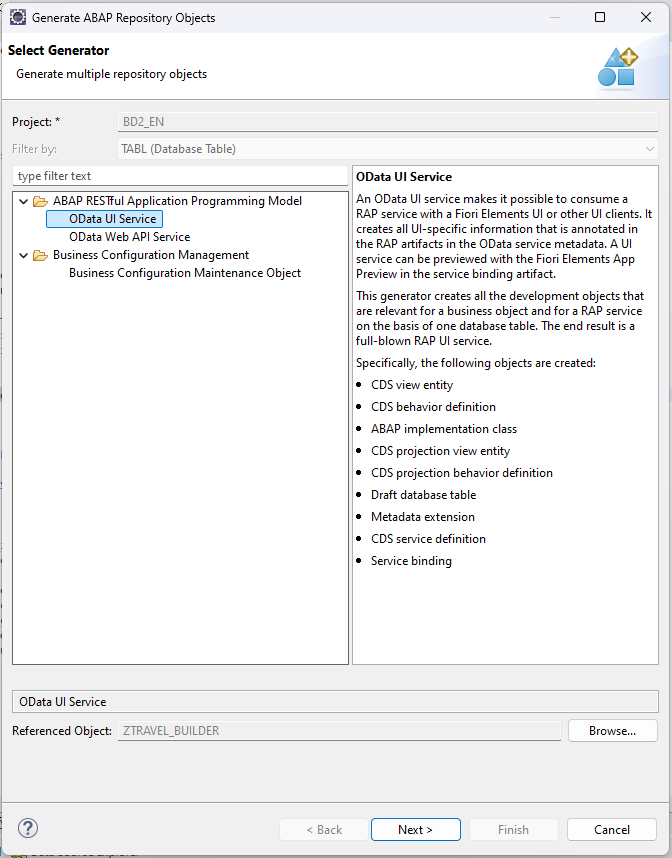 Generate ABAP Repository Objects
Select Generator
Generate multiple repository objects
Project: *
BD2_EN
Filter by:
TABL (Database Table)
type filter text
ABAP RESTful Application Programming Model
OData UI Service
OData Web API Service
Business Configuration Management
Business Configuration Maintenance Object
OData UI Service
An OData UI service makes it possible to consume a
RAP service with a Fiori Elements UI or other UI clients. It
creates all UI-specific information that is annotated in
the RAP artifacts in the OData service metadata. A UI
service can be previewed with the Fiori Elements App
Preview in the service binding artifact.
This generator creates all the development objects that
are relevant for a business object and for a RAP service
on the basis of one database table. The end result is a
full-blown RAP UI service.
Specifically, the following objects are created:
CDS view entity
CDS behavior definition
ABAP implementation class
CDS projection view entity
CDS projection behavior definition
Draft database table
Metadata extension
CDS service definition
Service binding
OData UI Service
Referenced Object:
ZTRAVEL_BUILDER
Browse...
?
< Back
Next >
Finish
Cancel